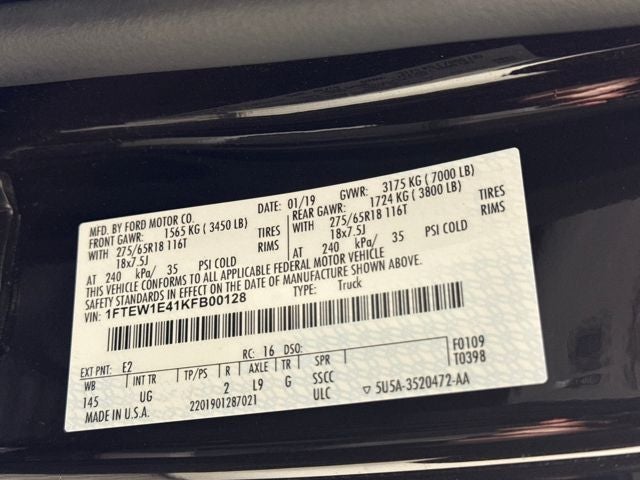 MFD. BY FORD MOTOR CO. DATE: 01/19 GVWR: 3175 KG ( 7000 LB)
FRONT GAWR: 1565 KG ( 3450 LB) REAR GAWR: 1724 KG ( 3800 LB)
275/65R18 116T TIRES 275/65R18 116T TIRES
18x7.5J RIMS 18x7.5J RIMS
AT 240 kPa/ 35 PSI COLD AT 240 kPa/ 35 PSI COLD
THIS VEHICLE CONFORMS TO ALL APPLICABLE FEDERAL MOTOR VEHICLE
SAFETY STANDARDS IN EFFECT ON THE DATE OF MANUFACTURE SHOWN ABOVE.
VIN: 1FTEW1E41KFB00128 TYPE: Truck
EXT PNT: E2 RC: 16 DSO: F0109
WB INT TR TP/PS R AXLE TR SPR T0398
145 UG 2 L9 G SSCC
MADE IN U.S.A. 2201901287021 ULC ▽ 5U5A-3520472-AA